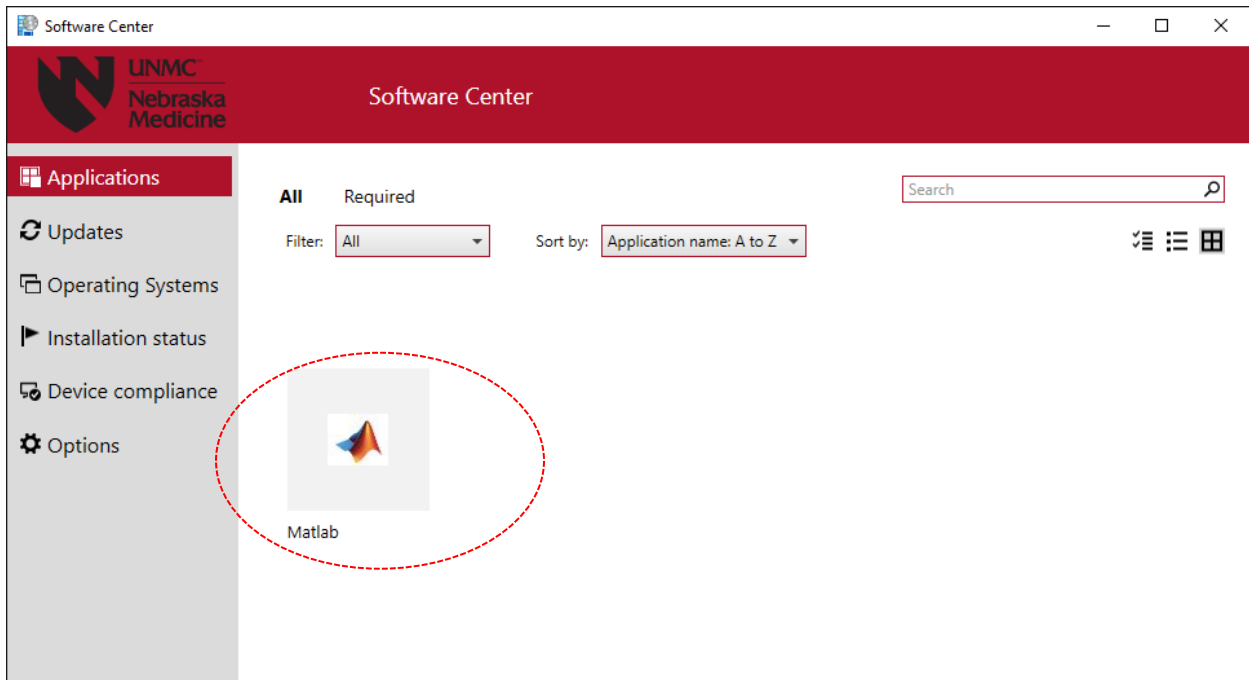 Software Center
UNMC
Nebraska
Medicine
Software Center
Applications
Updates
Operating Systems
Installation status
Device compliance
Options
All Required
Search
Filter: All Sort by: Application name: A to Z
Matlab